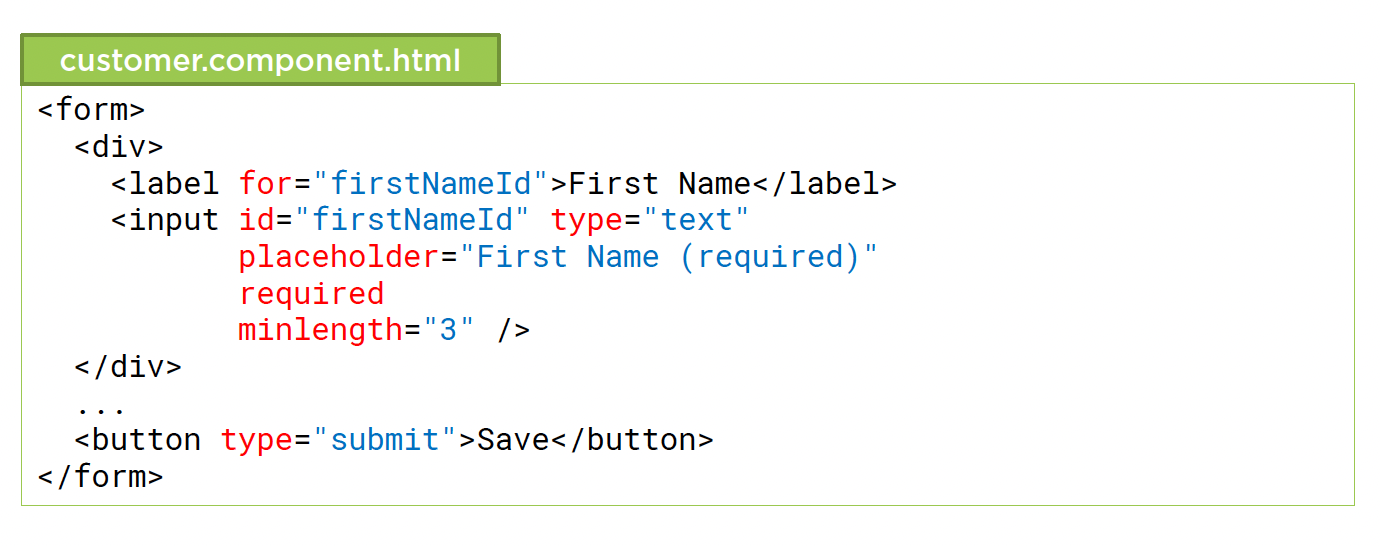 customer.component.html
<form>
  <div>
    <label for="firstNameId">First Name</label>
    <input id="firstNameId" type="text"
           placeholder="First Name (required)"
           required
           minlength="3" />
  </div>
  ...
  <button type="submit">Save</button>
</form>